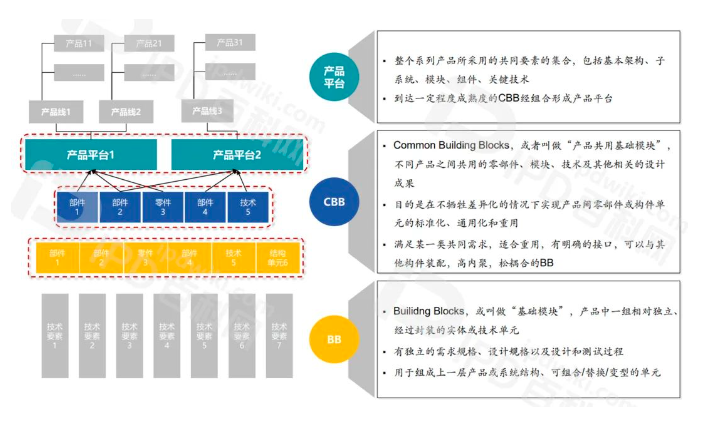 产品11
产品21
产品31
......
......
......
产品线1
产品线2
产品线3
产品平台1
产品平台2
部件
1
部件
2
零件
3
部件
4
技术
5
部件
1
部件
2
零件
3
部件
4
技术
5
结构
单元6
技术
要素
1
技术
要素
2
技术
要素
3
技术
要素
4
技术
要素
5
技术
要素
6
技术
要素
7
产品
平台
• 整个系列产品所采用的共同要素的集合，包括基本架构、子
系统、模块、组件、关键技术
• 到达一定程度成熟度的CBB经组合形成产品平台
CBB
• Common Building Blocks，或者叫做“产品共用基础模块”，
不同产品之间共用的零部件、模块、技术及其他相关的设计
成果
• 目的是在不牺牲差异化的情况下实现产品间零部件或构件单
元的标准化、通用化和重用
• 满足某一类共同需求，适合重用，有明确的接口，可以与其
他构件装配，高内聚，松耦合的BB
BB
• Builidng Blocks，或叫做“基础模块”，产品中一组相对独立、
经过封装的实体或技术单元
• 有独立的需求规格、设计规格以及设计和测试过程
• 用于组成上一层产品或系统结构、可组合/替换/变型的单元
ipdwiki.com
IPD百科网